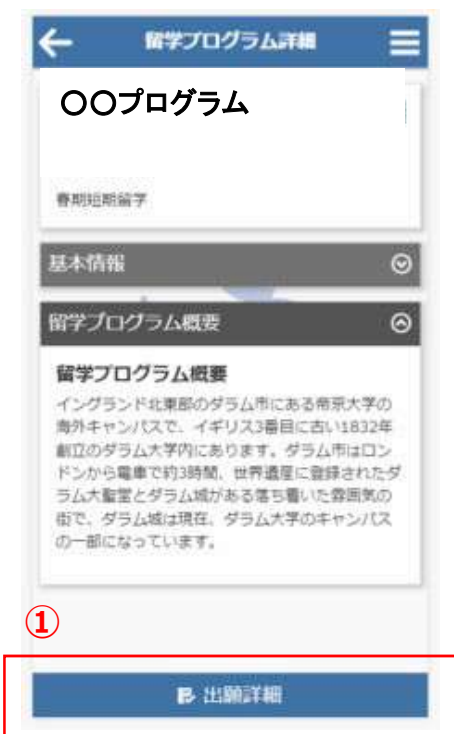 留学プログラム詳細
〇〇プログラム
春期短期留学
基本情報
留学プログラム概要
留学プログラム概要
イングランド北東部のダラム市にある帝京大学の
海外キャンパスで、イギリス3番目に古い1832年
創立のダラム大学内にあります。ダラム市はロン
ドンから電車で約3時間、世界遺産に登録されたダ
ラム大聖堂とダラム城がある落ち着いた雰囲気の
街で、ダラム城は現在、ダラム大学のキャンパス
の一部になっています。
①
出願詳細